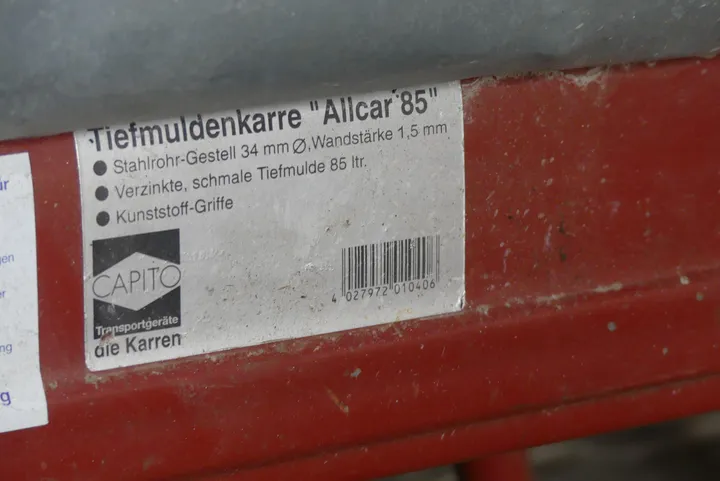 Tiefmuldenkarre "Allcar 85"
● Stahlrohr-Gestell 34 mm Ø, Wandstärke 1,5 mm
● Verzinkte, schmale Tiefmulde 85 ltr.
● Kunststoff-Griffe
CAPITO
Transportgeräte
die Karren
4 027972 010406